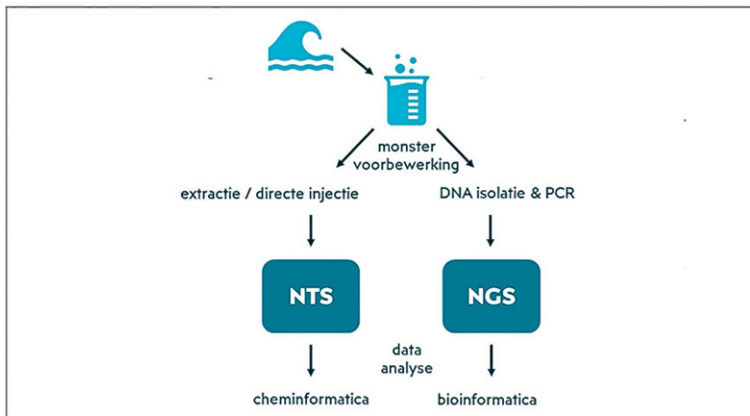 monster
voorbewerking
extractie / directe injectie
DNA isolatie & PCR
NTS
NGS
data
analyse
cheminformatica
bioinformatica